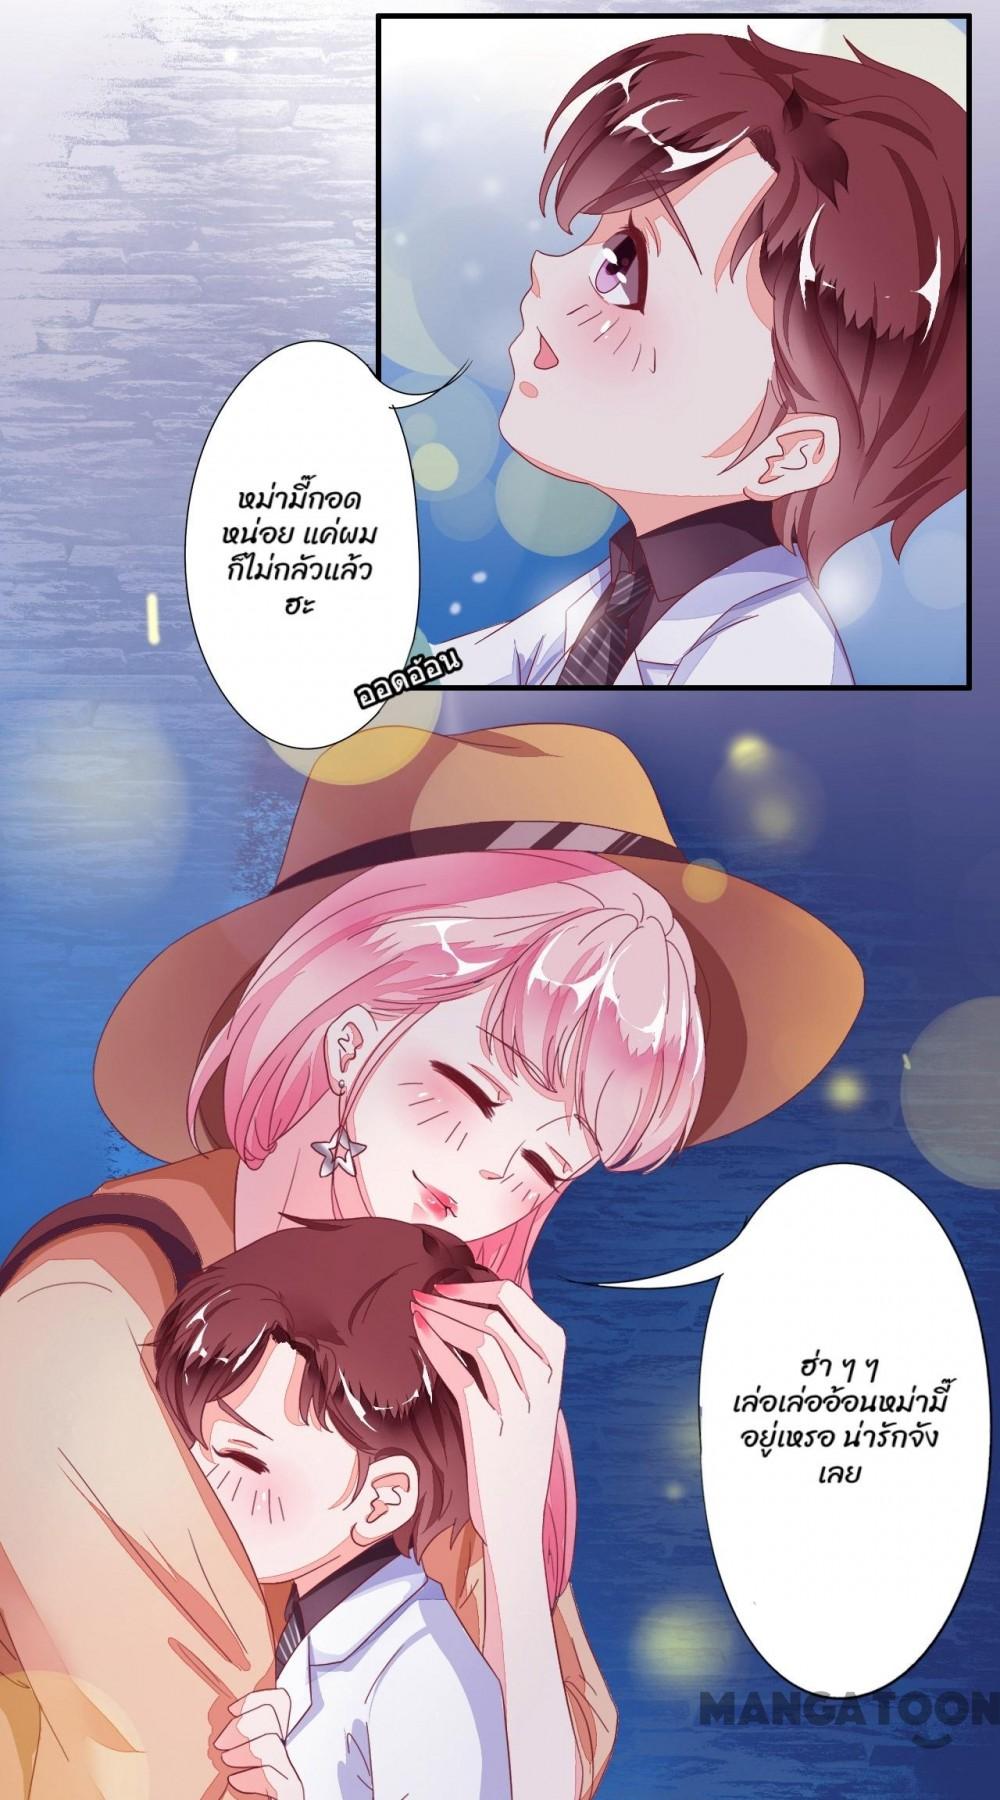 หม่ามี๊กอด
หน่อย แค่ผม
ก็ไม่กลัวแล้ว
ฮะ
ออดอ้อน
ฮ่า ๆ ๆ
เล่อเล่ออ้อนหม่ามี๊
อยู่เหรอ น่ารักจัง
เลย
MANGATOON